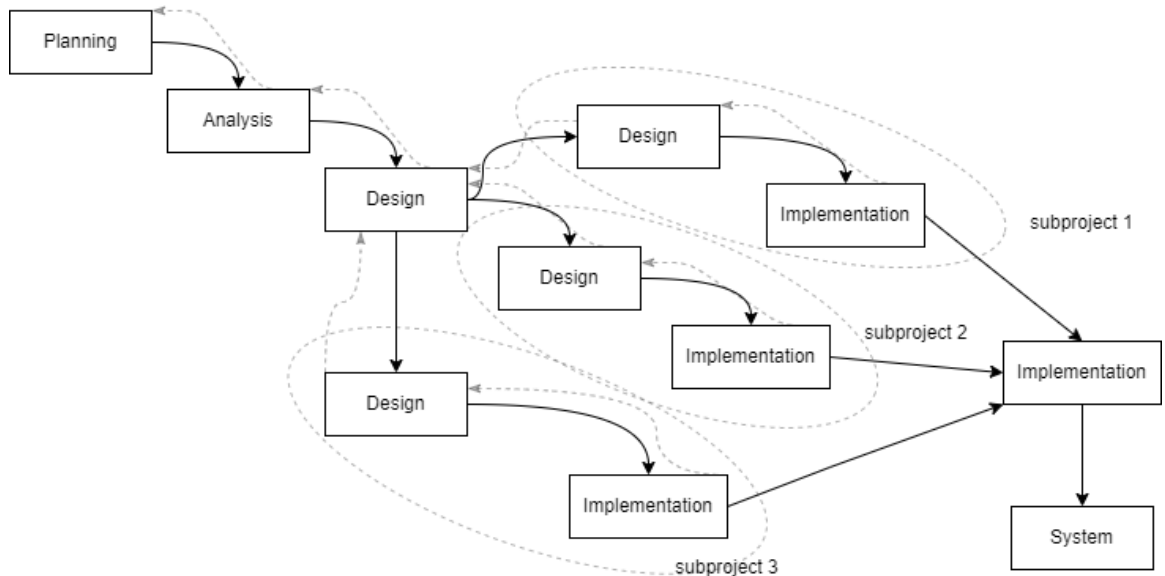 Planning
Analysis
Design
Design
Implementation
subproject 1
Design
Implementation
subproject 2
Design
Implementation
subproject 3
Implementation
System